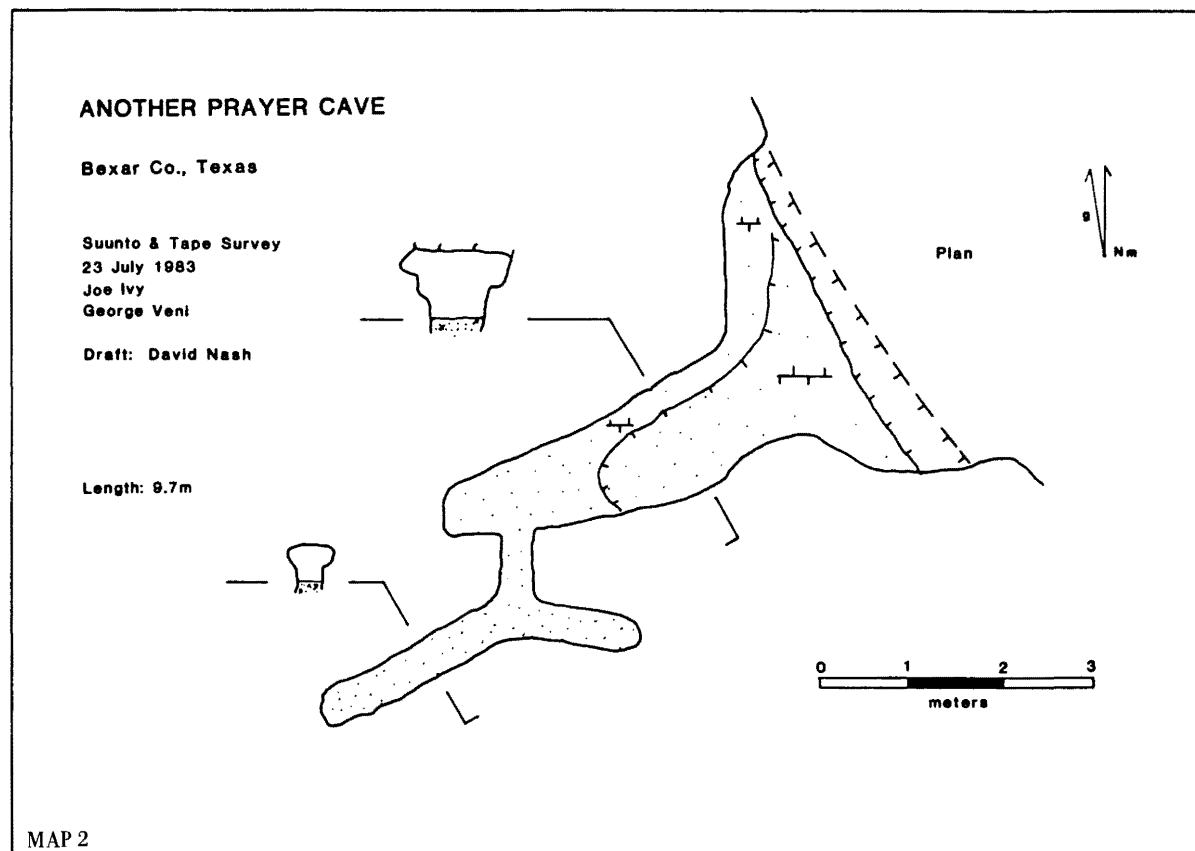 ANOTHER PRAYER CAVE
Bexar Co., Texas
Suunto & Tape Survey
23 July 1983
Joe Ivy
George Veni
Draft: David Nash
Length: 9.7m
Plan
g
Nm
0 1 2 3
meters
MAP 2